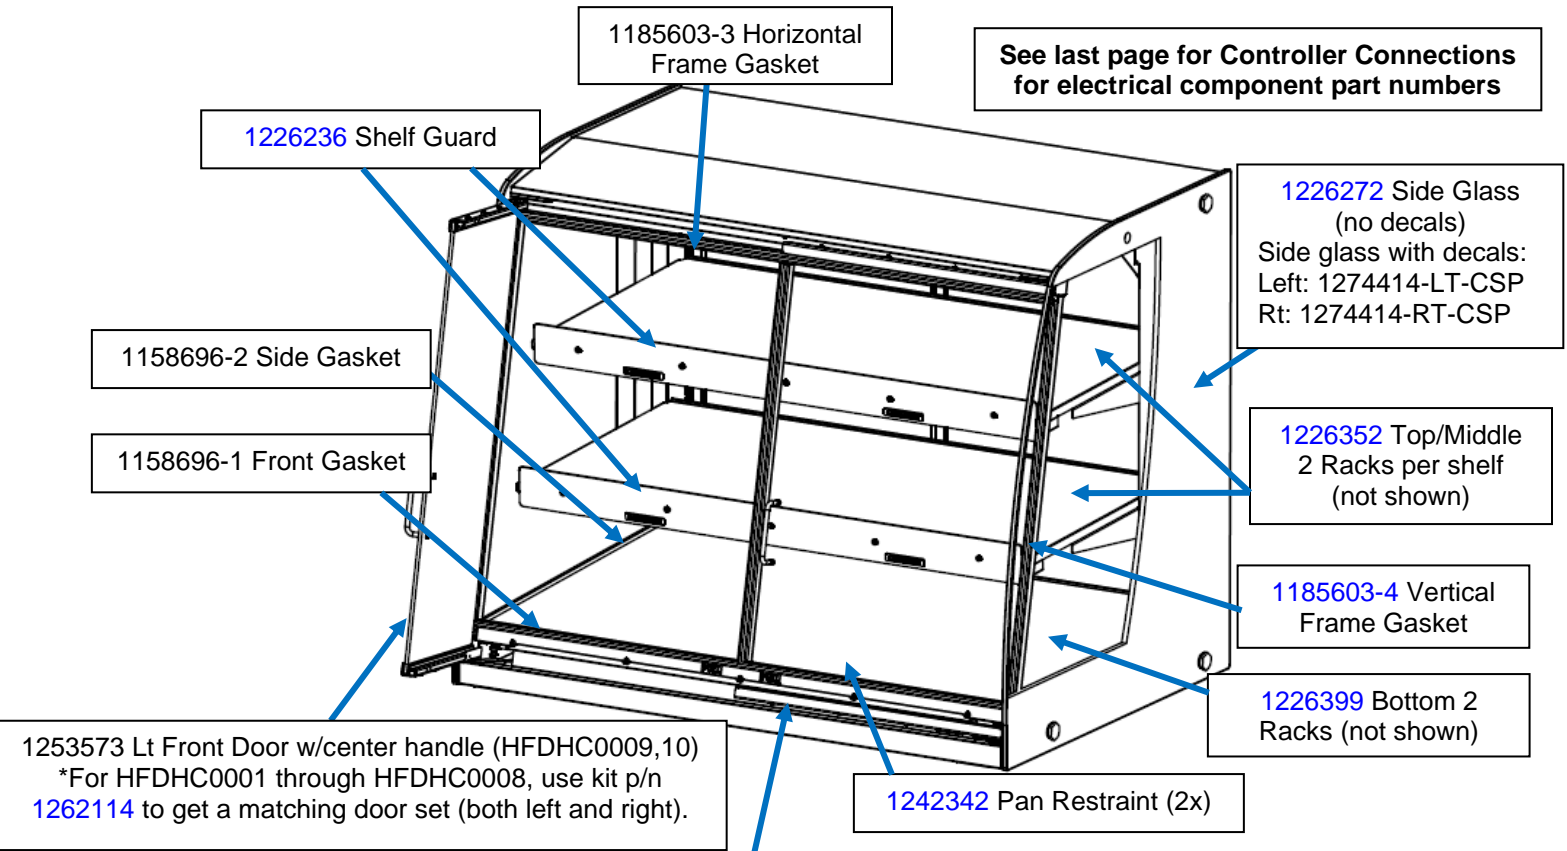 1185603-3 Horizontal
Frame Gasket
See last page for Controller Connections
for electrical component part numbers
1226236 Shelf Guard
1226272 Side Glass
(no decals)
Side glass with decals:
Left: 1274414-LT-CSP
Rt: 1274414-RT-CSP
1158696-2 Side Gasket
1158696-1 Front Gasket
1226352 Top/Middle
2 Racks per shelf
(not shown)
1185603-4 Vertical
Frame Gasket
1226399 Bottom 2
Racks (not shown)
1253573 Lt Front Door w/center handle (HFDHC0009,10)
*For HFDHC0001 through HFDHC0008, use kit p/n
1262114 to get a matching door set (both left and right).
1242342 Pan Restraint (2x)